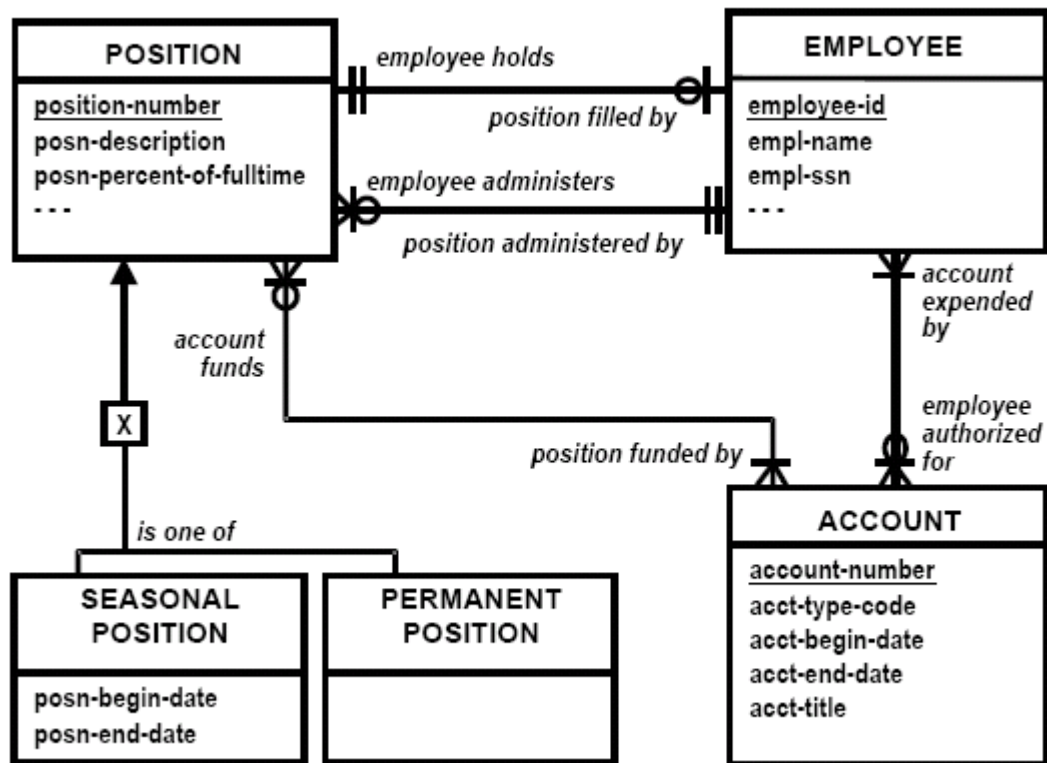 POSITION
position-number
posn-description
posn-percent-of-fulltime
- - -
employee holds
position filled by
employee administers
position administered by
EMPLOYEE
employee-id
empl-name
empl-ssn
- - -
account
funds
account
expended
by
X
position funded by
employee
authorized
for
is one of
SEASONAL
POSITION
posn-begin-date
posn-end-date
PERMANENT
POSITION
ACCOUNT
account-number
acct-type-code
acct-begin-date
acct-end-date
acct-title